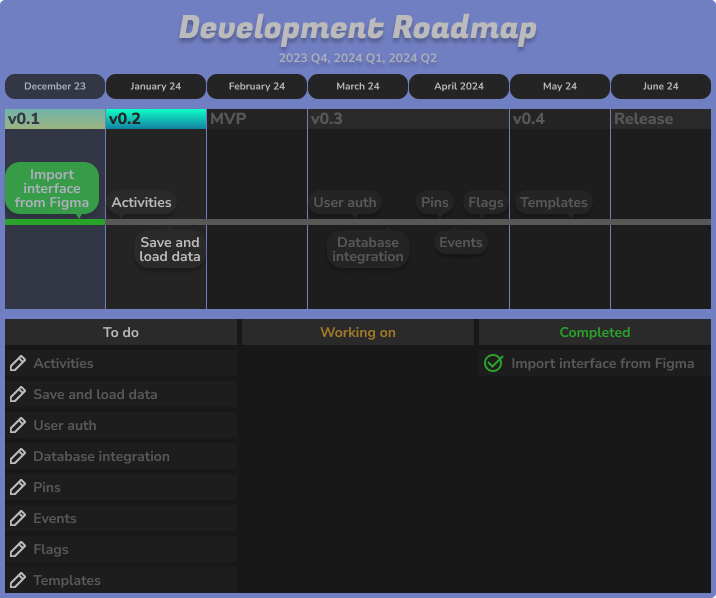 Development Roadmap
2023 Q4, 2024 Q1, 2024 Q2
December 23
January 24
February 24
March 24
April 2024
May 24
June 24
v0.1
v0.2
MVP
v0.3
v0.4
Release
Import
interface
from Figma
Activities
User auth
Pins
Flags
Templates
Save and
load data
Database
integration
Events
To do
Working on
Completed
Activities
Import interface from Figma
Save and load data
User auth
Database integration
Pins
Events
Flags
Templates